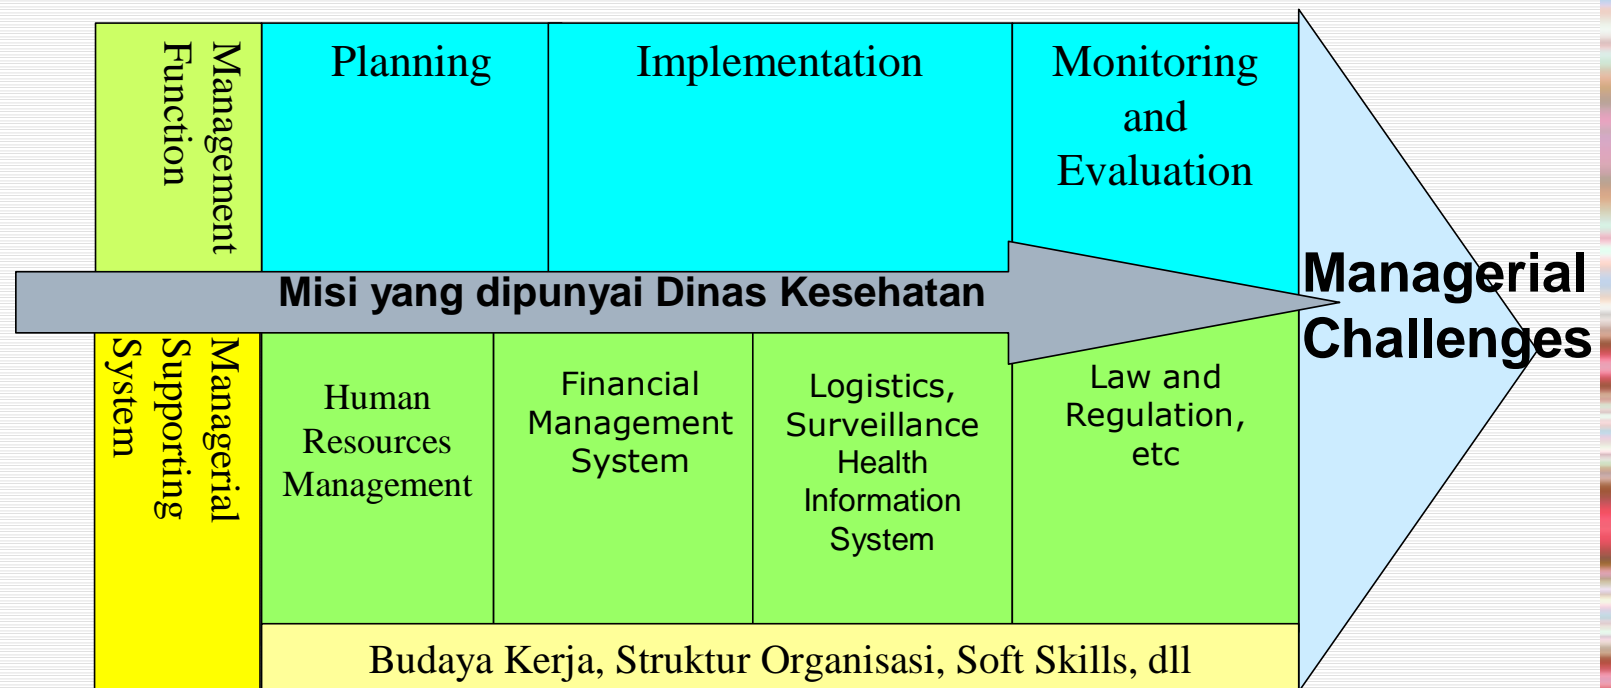 Management
Function
Planning
Implementation
Monitoring
and
Evaluation
Misi yang dipunyai Dinas Kesehatan
Managerial
Challenges
Managerial
Supporting
System
Human
Resources
Management
Financial
Management
System
Logistics,
Surveillance
Health
Information
System
Law and
Regulation,
etc
Budaya Kerja, Struktur Organisasi, Soft Skills, dll